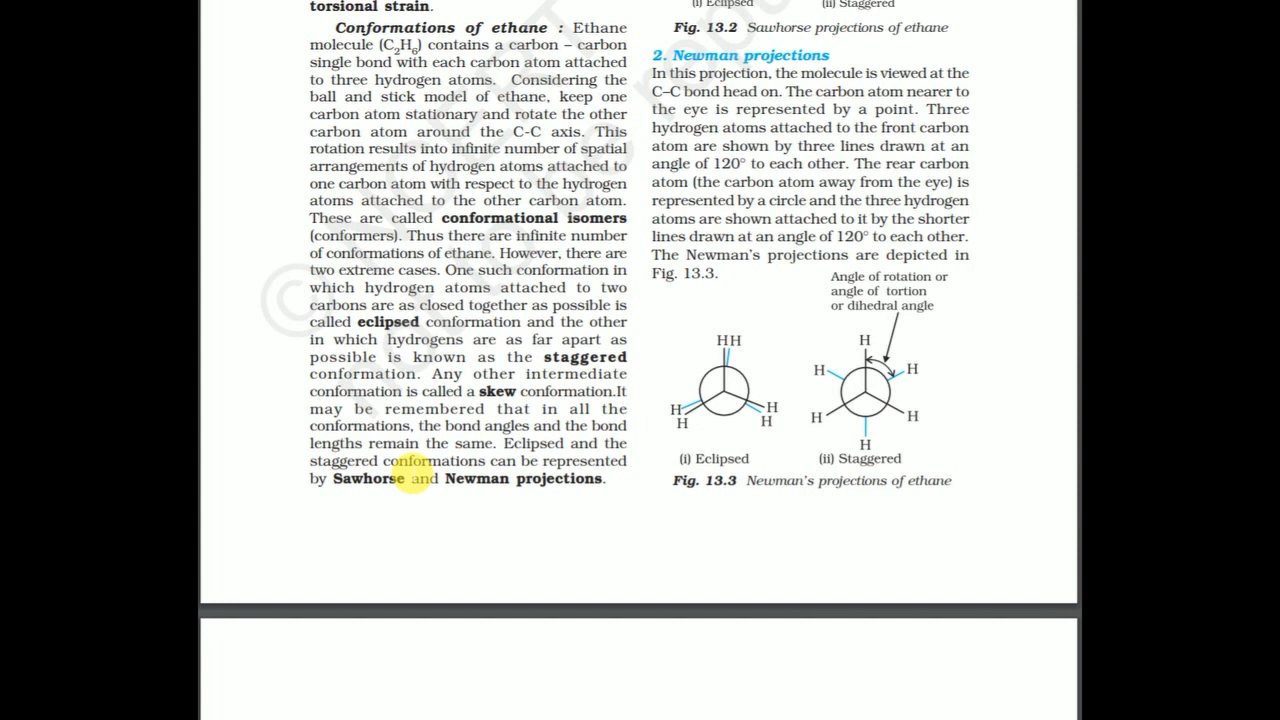 torsional strain.
Conformations of ethane : Ethane
molecule (C2H6) contains a carbon – carbon
single bond with each carbon atom attached
to three hydrogen atoms. Considering the
ball and stick model of ethane, keep one
carbon atom stationary and rotate the other
carbon atom around the C-C axis. This
rotation results into infinite number of spatial
arrangements of hydrogen atoms attached to
one carbon atom with respect to the hydrogen
atoms attached to the other carbon atom.
These are called conformational isomers
(conformers). Thus there are infinite number
of conformations of ethane. However, there are
two extreme cases. One such conformation in
which hydrogen atoms attached to two
carbons are as closed together as possible is
called eclipsed conformation and the other
in which hydrogens are as far apart as
possible is known as the staggered
conformation. Any other intermediate
conformation is called a skew conformation.It
may be remembered that in all the
conformations, the bond angles and the bond
lengths remain the same. Eclipsed and the
staggered conformations can be represented
by Sawhorse and Newman projections.
(i) Eclipsed (ii) Staggered
Fig. 13.2 Sawhorse projections of ethane
2. Newman projections
In this projection, the molecule is viewed at the
C–C bond head on. The carbon atom nearer to
the eye is represented by a point. Three
hydrogen atoms attached to the front carbon
atom are shown by three lines drawn at an
angle of 120° to each other. The rear carbon
atom (the carbon atom away from the eye) is
represented by a circle and the three hydrogen
atoms are shown attached to it by the shorter
lines drawn at an angle of 120° to each other.
The Newman's projections are depicted in
Fig. 13.3.
Angle of rotation or
angle of tortion
or dihedral angle
H H H
H H
H H
H H
H H
H
(i) Eclipsed (ii) Staggered
Fig. 13.3 Newman's projections of ethane
© NCERT